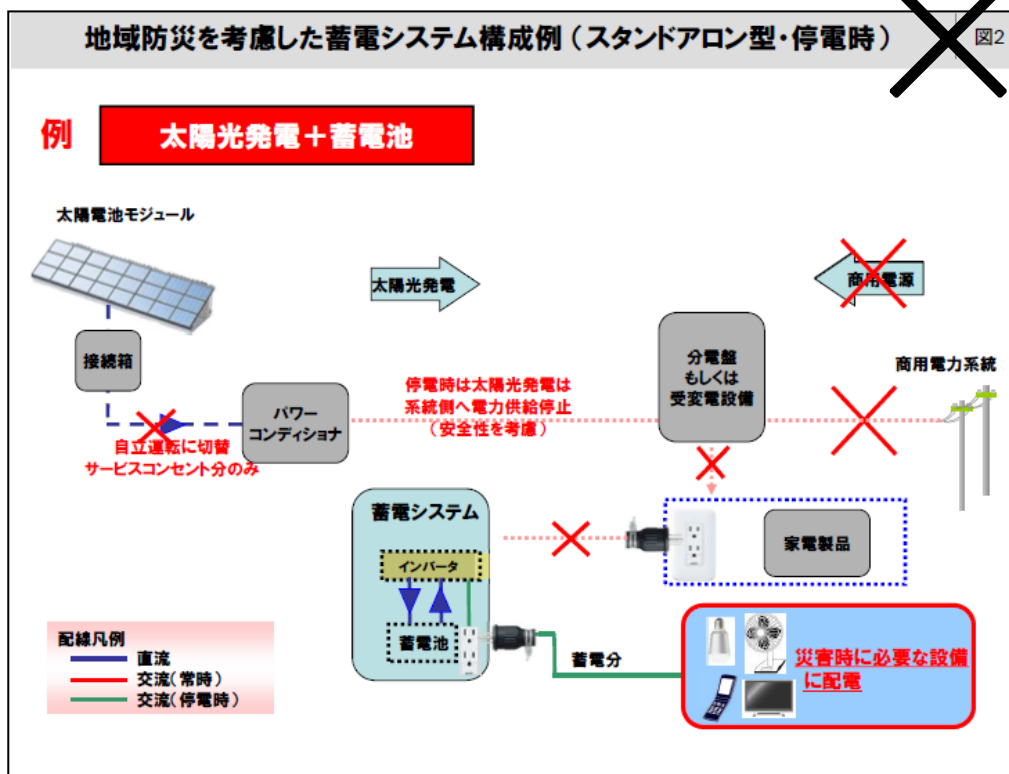 地域防災を考慮した蓄電システム構成例（スタンドアロン型・停電時）
図2
例
太陽光発電＋蓄電池
太陽電池モジュール
太陽光発電
商用電源
接続箱
パワー
コンディショナ
停電時は太陽光発電は
系統側へ電力供給停止
（安全性を考慮）
分電盤
もしくは
受変電設備
商用電力系統
自立運転に切替
サービスコンセント分のみ
蓄電システム
インバータ
蓄電池
家電製品
配線凡例
直流
交流(常時)
交流(停電時)
蓄電分
災害時に必要な設備
に配電